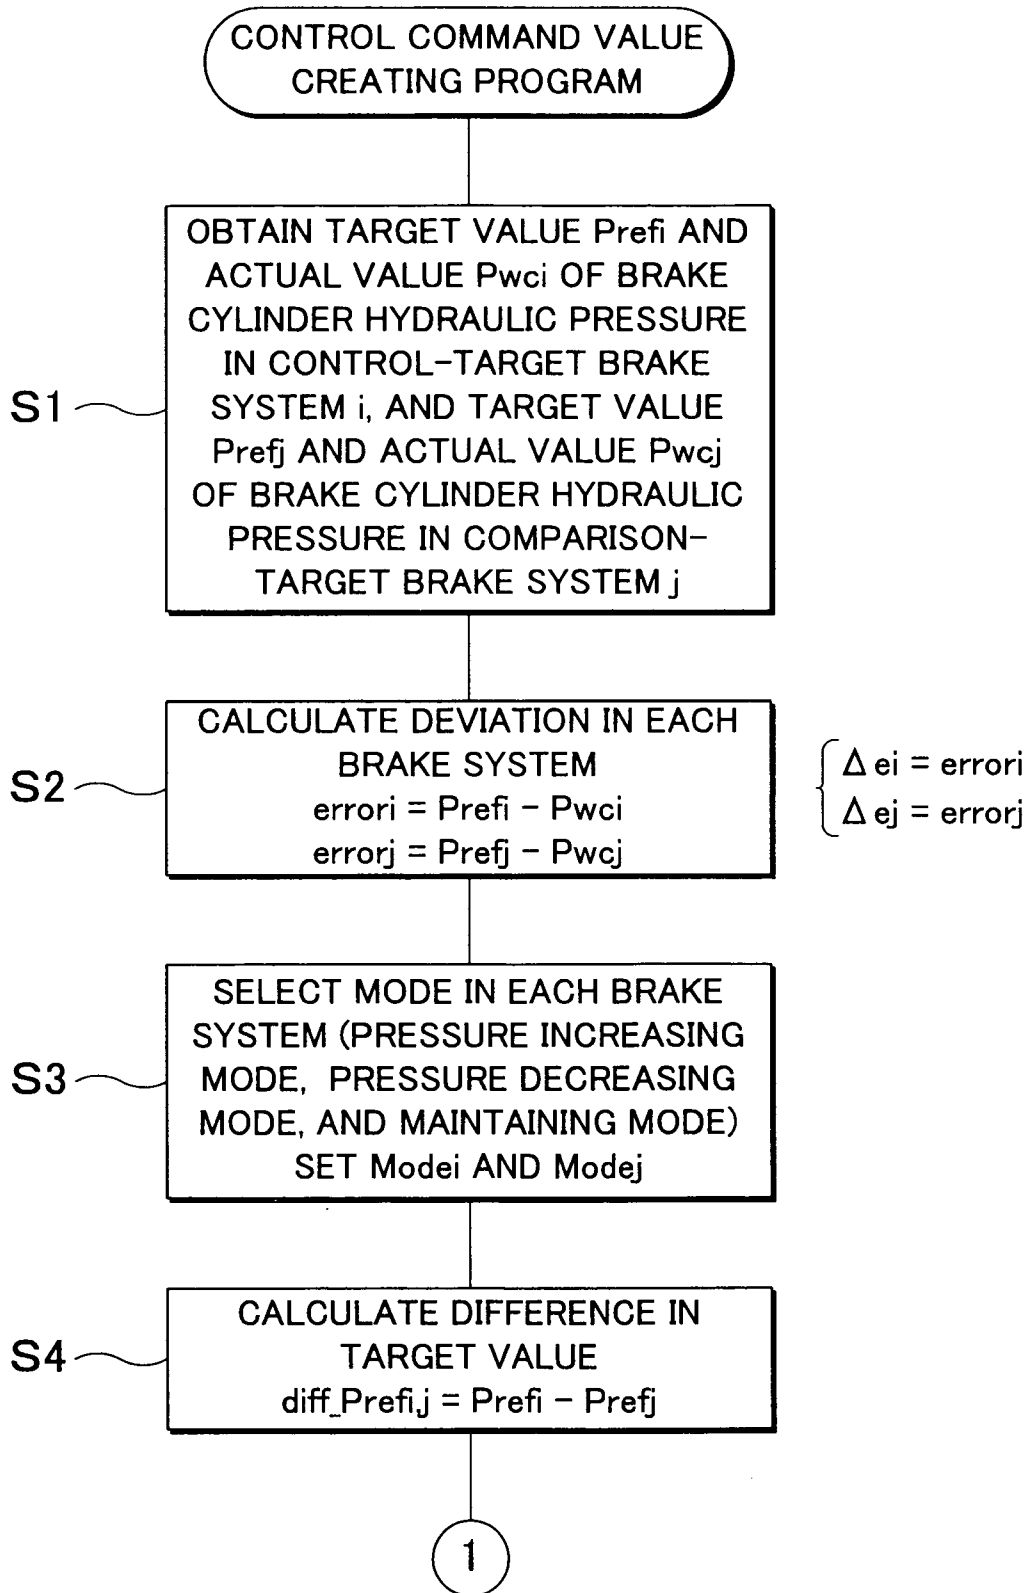 CONTROL COMMAND VALUE
CREATING PROGRAM
S1
OBTAIN TARGET VALUE Prefi AND
ACTUAL VALUE Pwci OF BRAKE
CYLINDER HYDRAULIC PRESSURE
IN CONTROL-TARGET BRAKE
SYSTEM i, AND TARGET VALUE
Prefj AND ACTUAL VALUE Pwcj
OF BRAKE CYLINDER HYDRAULIC
PRESSURE IN COMPARISON-
TARGET BRAKE SYSTEM j
S2
CALCULATE DEVIATION IN EACH
BRAKE SYSTEM
errori = Prefi - Pwci
errorj = Prefj - Pwcj
Δ ei = errori
Δ ej = errorj
S3
SELECT MODE IN EACH BRAKE
SYSTEM (PRESSURE INCREASING
MODE, PRESSURE DECREASING
MODE, AND MAINTAINING MODE)
SET Modei AND Modej
S4
CALCULATE DIFFERENCE IN
TARGET VALUE
diff_Prefi,j = Prefi - Prefj
1